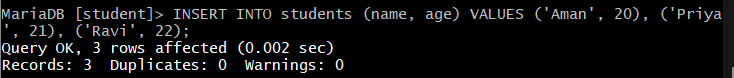 MariaDB [student]> INSERT INTO students (name, age) VALUES ('Aman', 20), ('Priya
', 21), ('Ravi', 22);
Query OK, 3 rows affected (0.002 sec)
Records: 3  Duplicates: 0  Warnings: 0